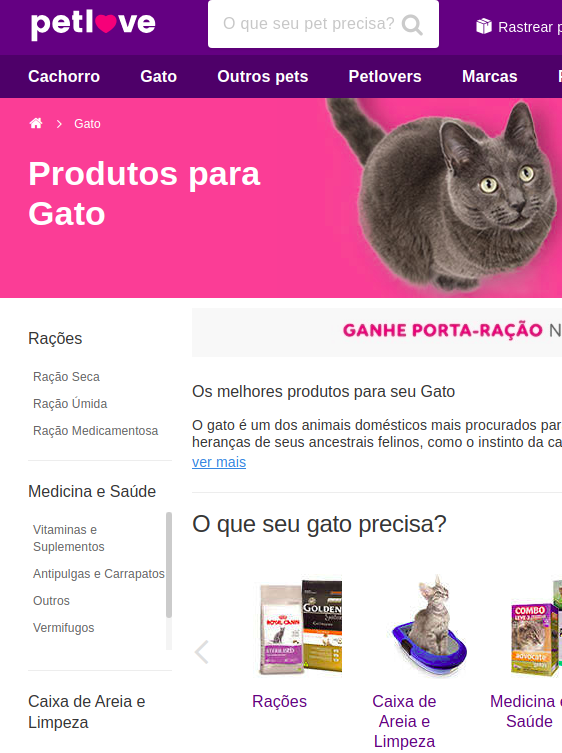 petlove
O que seu pet precisa?
Rastrear p
Cachorro Gato Outros pets Petlovers Marcas
Gato
Produtos para
Gato
GANHE PORTA-RAÇÃO N
Rações
Ração Seca
Ração Úmida
Ração Medicamentosa
Medicina e Saúde
Vitaminas e
Suplementos
Antipulgas e Carrapatos
Outros
Vermifugos
Caixa de Areia e
Limpeza
Os melhores produtos para seu Gato
O gato é um dos animais domésticos mais procurados par
heranças de seus ancestrais felinos, como o instinto da ca
ver mais
O que seu gato precisa?
ROYAL CANIN
GOLDEN
COMBO
LEVE 3
advocate
Rações
Caixa de
Areia e
Limpeza
Medicina e
Saúde